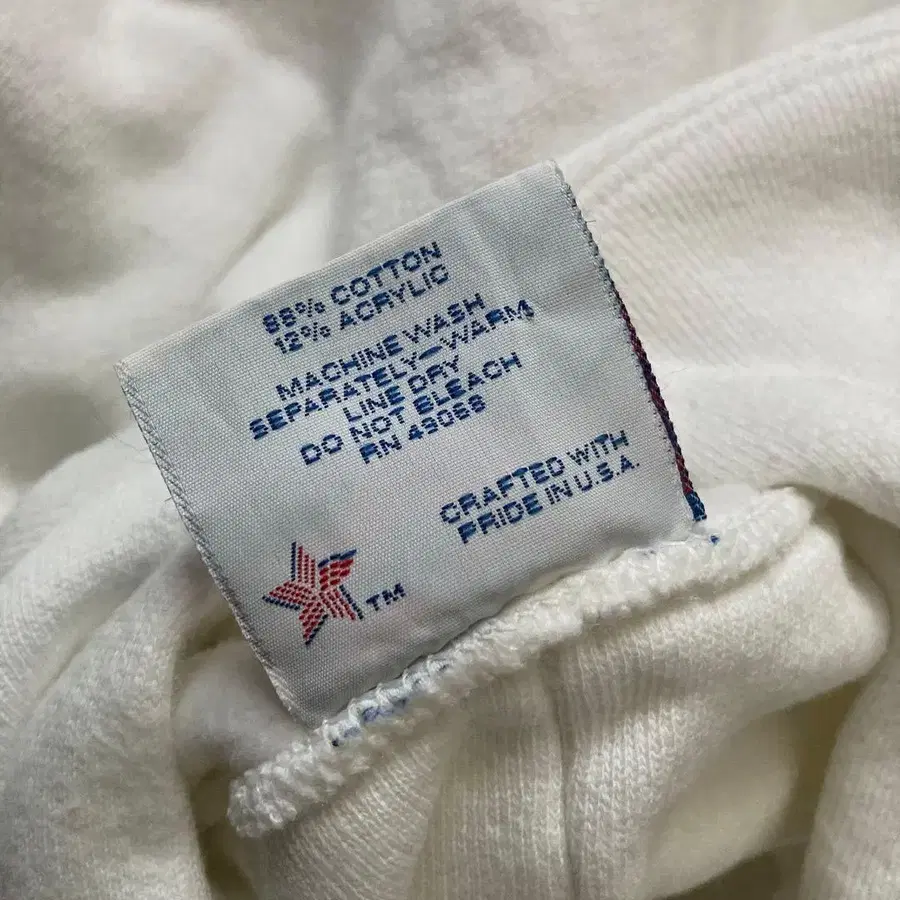 88% COTTON
12% ACRYLIC
MACHINE WASH
SEPARATELY—WARM
LINE DRY
DO NOT BLEACH
RN 49068
CRAFTED WITH
PRIDE IN U.S.A.
TM